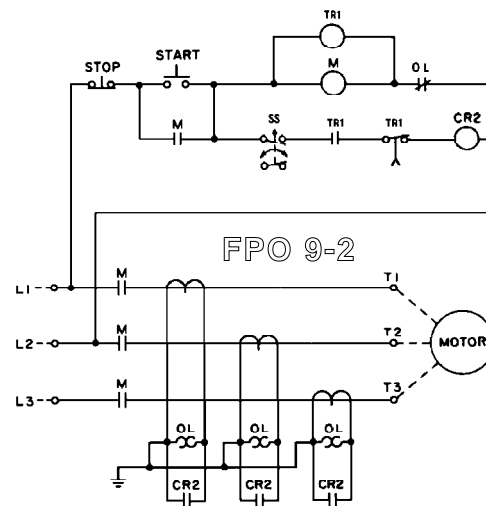 TR1
START
M
OL
STOP
M
SS
TR1
TR1
CR2
FPO 9-2
L1
M
T1
L2
M
T2
MOTOR
L3
M
T3
OL
OL
OL
CR2
CR2
CR2